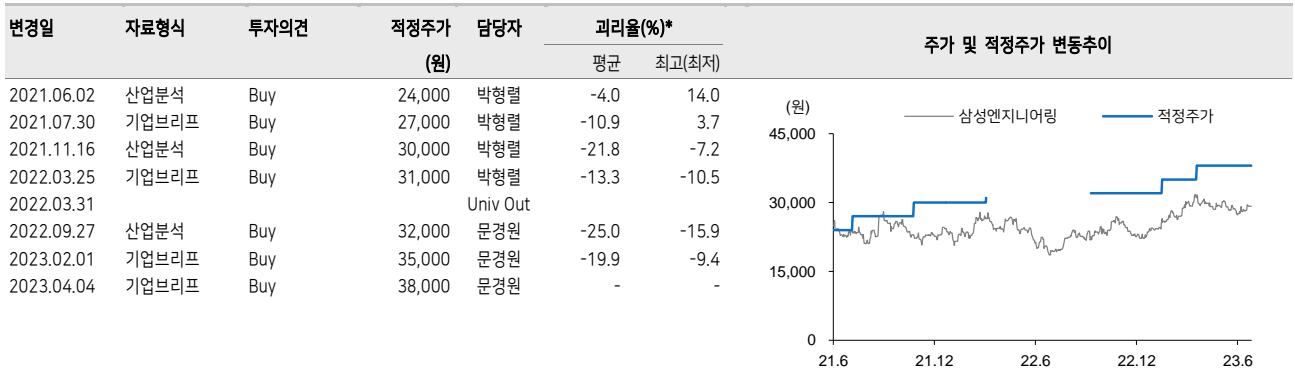 변경일 자료형식 투자의견 적정주가 담당자 괴리율(%)* 주가 및 적정주가 변동추이
(원) 평균 최고(최저)
2021.06.02 산업분석 Buy 24,000 박형렬 -4.0 14.0
2021.07.30 기업브리프 Buy 27,000 박형렬 -10.9 3.7
2021.11.16 산업분석 Buy 30,000 박형렬 -21.8 -7.2
2022.03.25 기업브리프 Buy 31,000 박형렬 -13.3 -10.5
2022.03.31 Univ Out
2022.09.27 산업분석 Buy 32,000 문경원 -25.0 -15.9
2023.02.01 기업브리프 Buy 35,000 문경원 -19.9 -9.4
2023.04.04 기업브리프 Buy 38,000 문경원 - -
(원) 삼성엔지니어링 적정주가
45,000
30,000
15,000
0
21.6 21.12 22.6 22.12 23.6